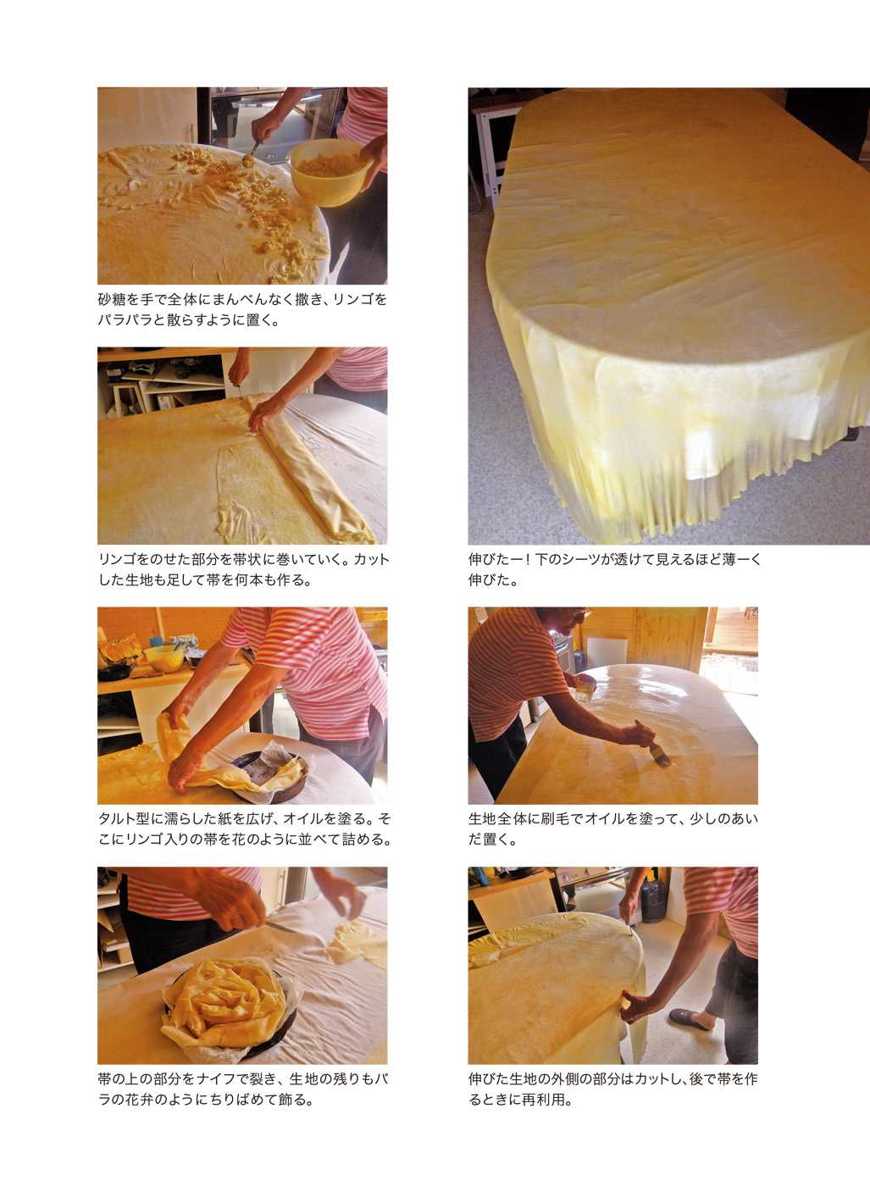 伸びたー！下のシーツが透けて見えるほど薄ーく
伸びた。
生地全体に刷毛でオイルを塗って、少しのあい
だ置く。
伸びた生地の外側の部分はカットし、後で帯を作
るときに再利用。
砂糖を手で全体にまんべんなく撒き、リンゴを
パラパラと散らすように置く。
リンゴをのせた部分を帯状に巻いていく。カット
した生地も足して帯を何本も作る。
タルト型に濡らした紙を広げ、オイルを塗る。そ
こにリンゴ入りの帯を花のように並べて詰める。
帯の上の部分をナイフで裂き、生地の残りもバ
ラの花弁のようにちりばめて飾る。